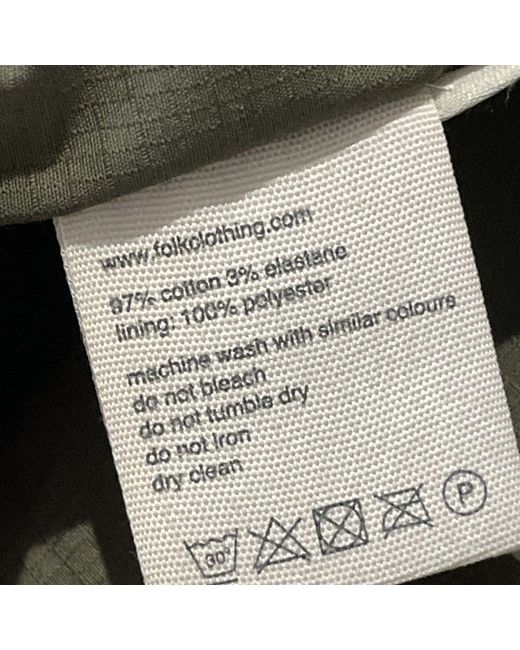 www.folkclothing.com
97% cotton 3% elastane
lining: 100% polyester
machine wash with similar colours
do not bleach
do not tumble dry
do not iron
dry clean
30°
P